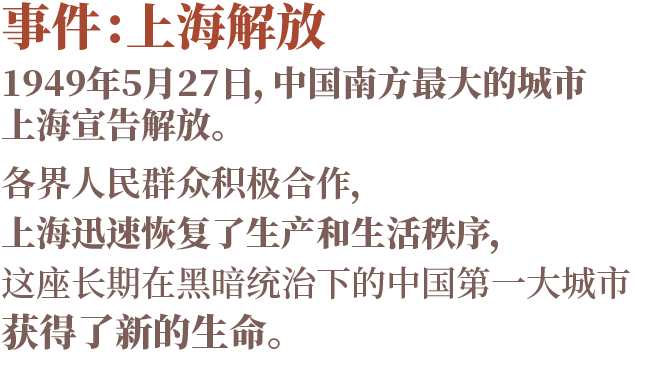 事件:上海解放
1949年5月27日, 中国南方最大的城市
上海宣告解放。
各界人民群众积极合作,
上海迅速恢复了生产和生活秩序,
这座长期在黑暗统治下的中国第一大城市
获得了新的生命。